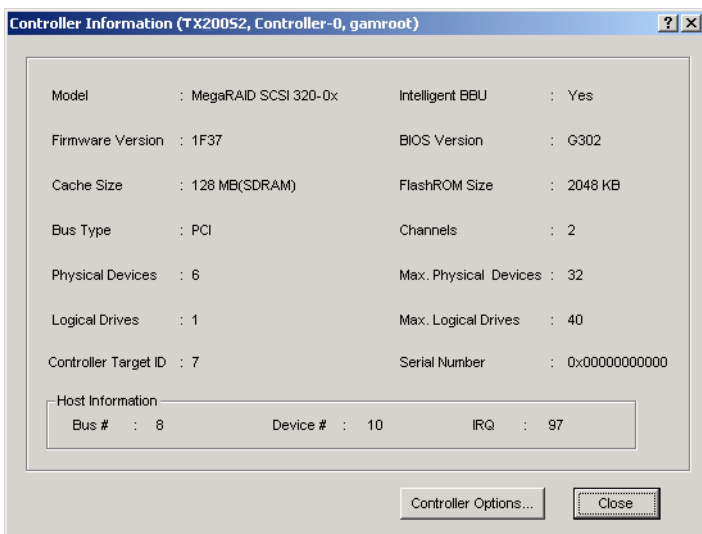 Controller Information (TX200S2, Controller-0, gamroot)
Model : MegaRAID SCSI 320-0x Intelligent BBU : Yes
Firmware Version : 1F37 BIOS Version : G302
Cache Size : 128 MB(SDRAM) FlashROM Size : 2048 KB
Bus Type : PCI Channels : 2
Physical Devices : 6 Max. Physical Devices : 32
Logical Drives : 1 Max. Logical Drives : 40
Controller Target ID : 7 Serial Number : 0x00000000000
Host Information
Bus # : 8 Device # : 10 IRQ : 97
Controller Options... Close